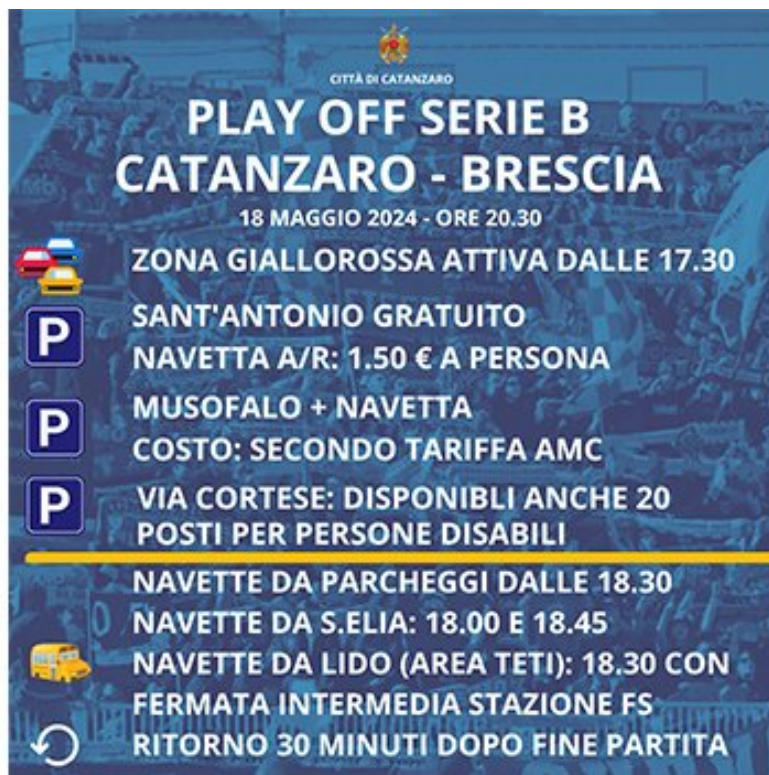 CITTÀ DI CATANZARO
PLAY OFF SERIE B
CATANZARO - BRESCIA
18 MAGGIO 2024 - ORE 20.30
ZONA GIALLOROSSA ATTIVA DALLE 17.30
P
SANT'ANTONIO GRATUITO
NAVETTA A/R: 1.50 € A PERSONA
P
MUSOFALO + NAVETTA
COSTO: SECONDO TARIFFA AMC
P
VIA CORTESE: DISPONIBLI ANCHE 20
POSTI PER PERSONE DISABILI
NAVETTE DA PARCHEGGI DALLE 18.30
NAVETTE DA S.ELIA: 18.00 E 18.45
NAVETTE DA LIDO (AREA TETI): 18.30 CON
FERMATA INTERMEDIA STAZIONE FS
RITORNO 30 MINUTI DOPO FINE PARTITA